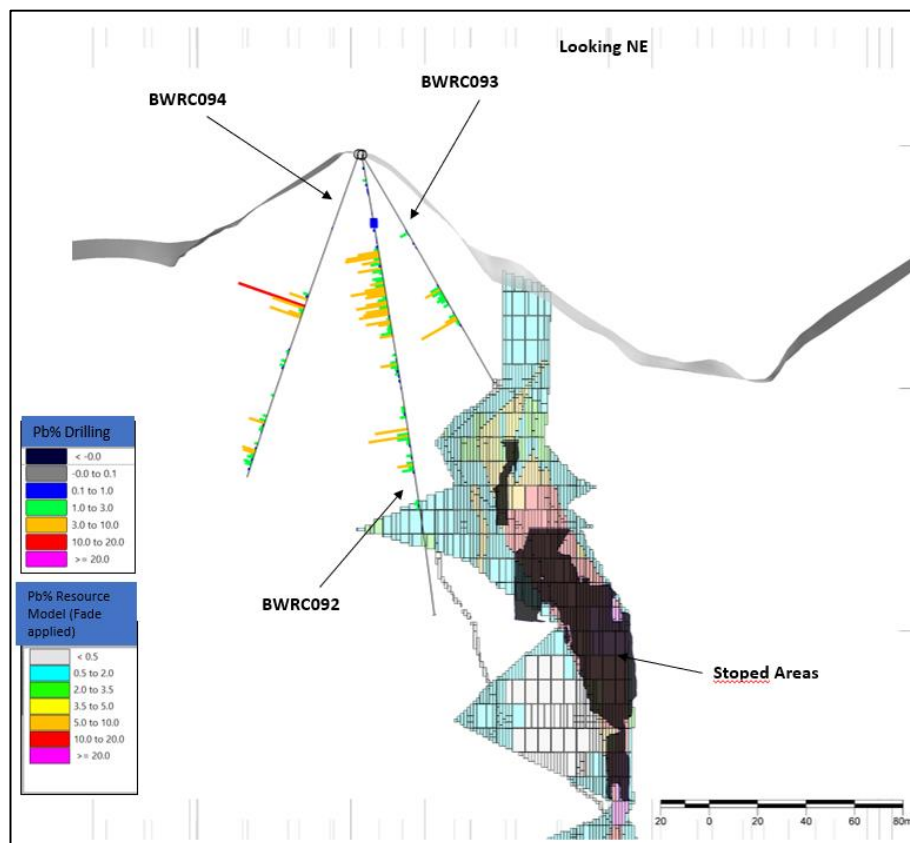 Looking NE
BWRC093
BWRC094
Pb% Drilling
< -0.0
-0.0 to 0.1
0.1 to 1.0
1.0 to 3.0
3.0 to 10.0
10.0 to 20.0
>= 20.0
BWRC092
Pb% Resource
Model (Fade
applied)
< 0.5
0.5 to 2.0
2.0 to 3.5
3.5 to 5.0
5.0 to 10.0
10.0 to 20.0
>= 20.0
Stoped Areas
20 0 20 40 60 80m